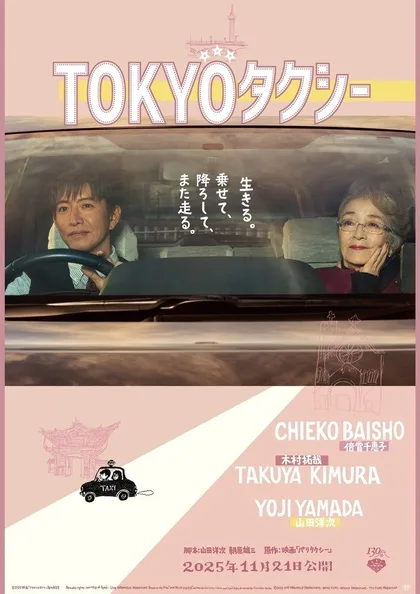 TOKYOタクシー
生きる。
乗せて、
降ろして、
また走る。
CHIEKO BAISHO
倍賞千恵子
木村拓哉
TAKUYA KIMURA
YOJI YAMADA
山田洋次
TAXI
脚本:山田洋次 朝原雄三 原作:映画「パリタクシー」
2025年11月21日公開